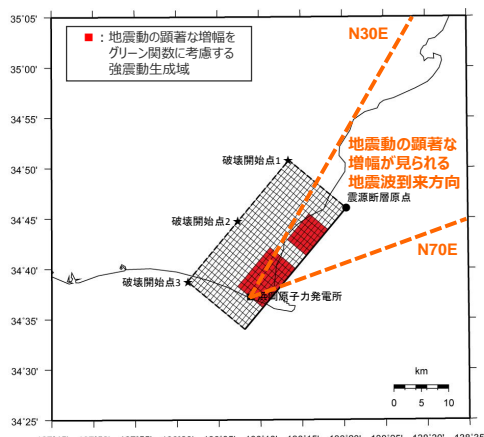 35˚05'
35˚00'
34˚55'
34˚50'
34˚45'
34˚40'
34˚35'
34˚30'
34˚25'
■ : 地震動の顕著な増幅を
グリーン関数に考慮する
強震動生成域
N30E
地震動の顕著な
増幅が見られる
地震波到来方向
震源断層原点
N70E
破壊開始点1
破壊開始点2
破壊開始点3
岡原子力発電所
km
0 5 10